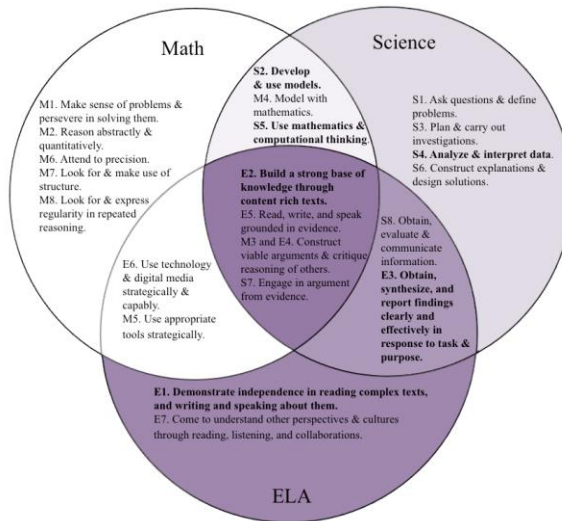 Math
Science
S2. Develop
& use models.
M4. Model with
mathematics.
S5. Use mathematics &
computational thinking.
M1. Make sense of problems &
persevere in solving them.
M2. Reason abstractly &
quantitatively.
M6. Attend to precision.
M7. Look for & make use of
structure.
M8. Look for & express
regularity in repeated
reasoning.
S1. Ask questions & define
problems.
S3. Plan & carry out
investigations.
S4. Analyze & interpret data.
S6. Construct explanations &
design solutions.
E2. Build a strong base of
knowledge through
content rich texts.
E5. Read, write, and speak
grounded in evidence.
M3 and E4. Construct
viable arguments & critique
reasoning of others.
S7. Engage in argument
from evidence.
E6. Use technology
& digital media
strategically &
capably.
M5. Use appropriate
tools strategically.
S8. Obtain,
evaluate &
communicate
information.
E3. Obtain,
synthesize, and
report findings
clearly and
effectively in
response to task &
purpose.
E1. Demonstrate independence in reading complex texts,
and writing and speaking about them.
E7. Come to understand other perspectives & cultures
through reading, listening, and collaborations.
ELA